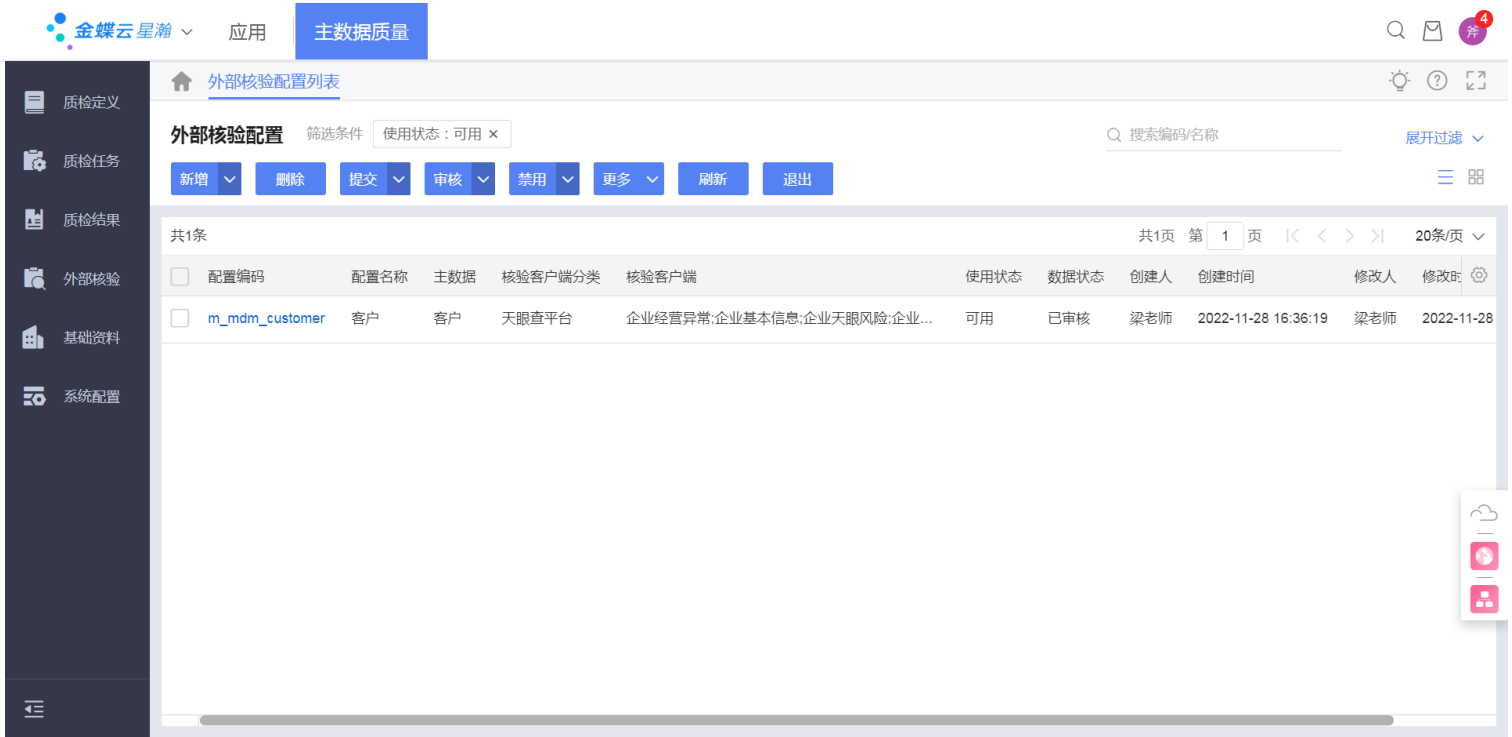 金蝶云 星瀚 应用 主数据质量 4
斧
外部核验配置列表
质检定义
质检任务
质检结果
外部核验
基础资料
系统配置
外部核验配置 筛选条件 使用状态：可用 × 搜索编码/名称 展开过滤
新增 删除 提交 审核 禁用 更多 刷新 退出
共1条 共1页 第 1 页 20条/页
配置编码 配置名称 主数据 核验客户端分类 核验客户端 使用状态 数据状态 创建人 创建时间 修改人 修改时
m_mdm_customer 客户 客户 天眼查平台 企业经营异常;企业基本信息;企业天眼风险;企业... 可用 已审核 梁老师 2022-11-28 16:36:19 梁老师 2022-11-28